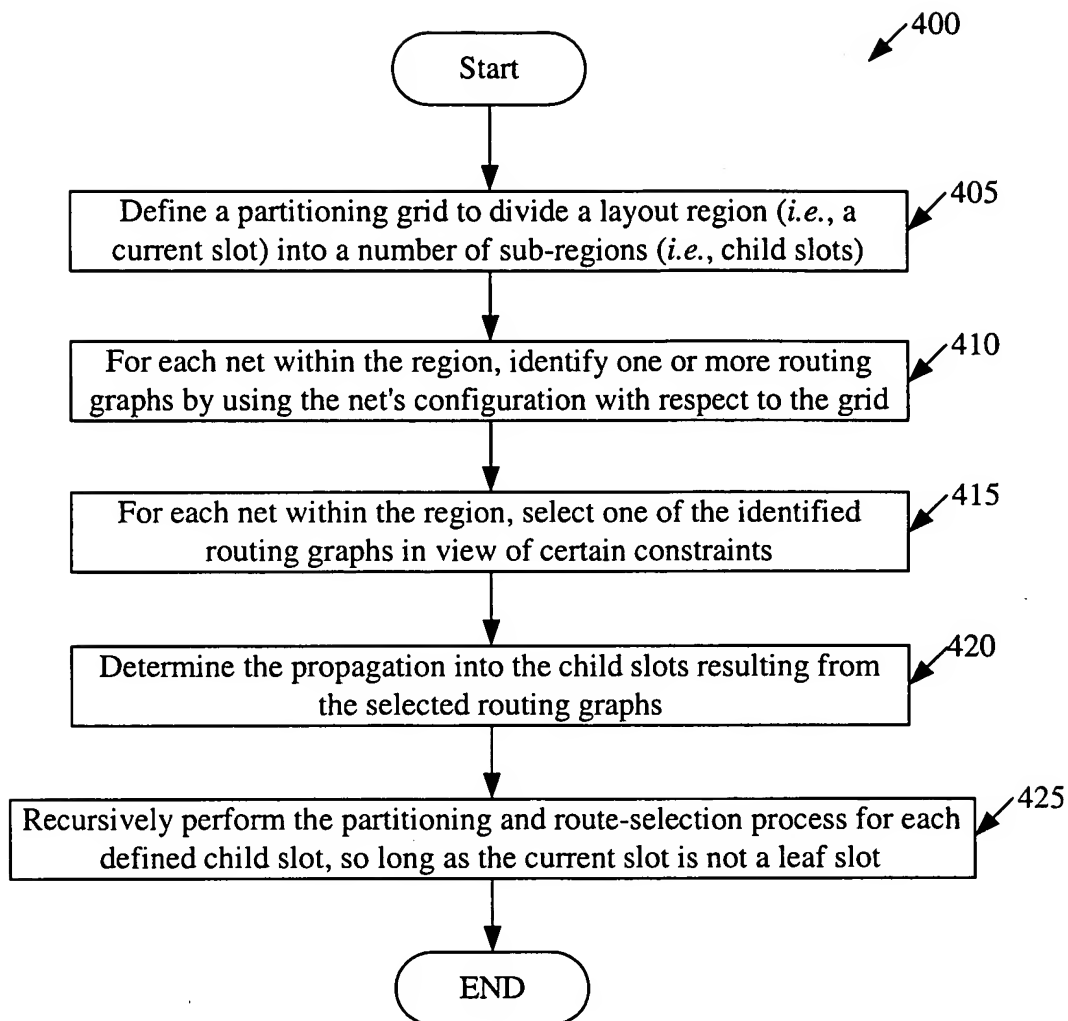 400
Start
405
Define a partitioning grid to divide a layout region (i.e., a
current slot) into a number of sub-regions (i.e., child slots)
410
For each net within the region, identify one or more routing
graphs by using the net's configuration with respect to the grid
415
For each net within the region, select one of the identified
routing graphs in view of certain constraints
420
Determine the propagation into the child slots resulting from
the selected routing graphs
425
Recursively perform the partitioning and route-selection process for each
defined child slot, so long as the current slot is not a leaf slot
END